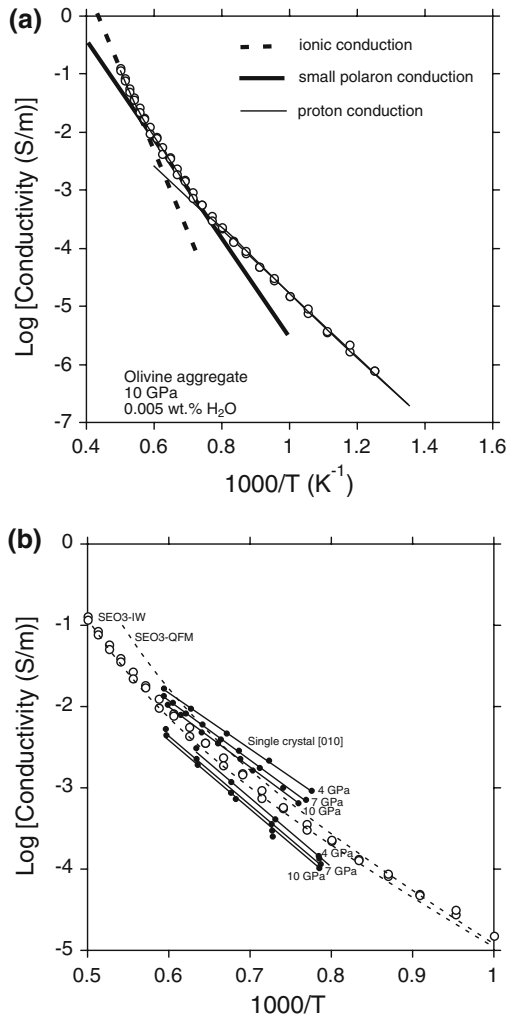 (a)
0
-1
-2
-3
-4
-5
-6
-7
Log [Conductivity (S/m)]
ionic conduction
small polaron conduction
proton conduction
Olivine aggregate
10 GPa
0.005 wt.% H₂O
0.4 0.6 0.8 1 1.2 1.4 1.6
1000/T (K⁻¹)
(b)
0
-1
-2
-3
-4
-5
Log [Conductivity (S/m)]
SEO3-IW
SEO3-QFM
Single crystal [010]
4 GPa
7 GPa
10 GPa
4 GPa
7 GPa
10 GPa
0.5 0.6 0.7 0.8 0.9 1
1000/T